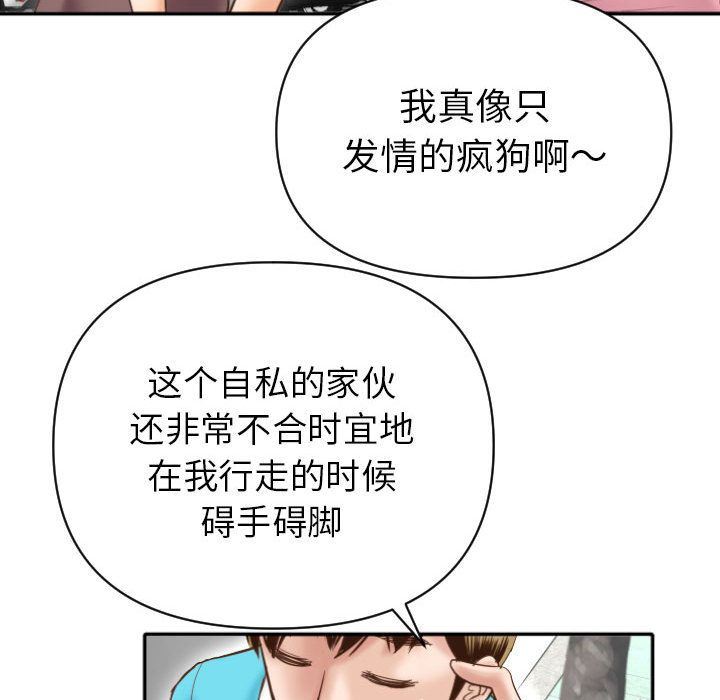 我真像只
发情的疯狗啊～
这个自私的家伙
还非常不合时宜地
在我行走的时候
碍手碍脚